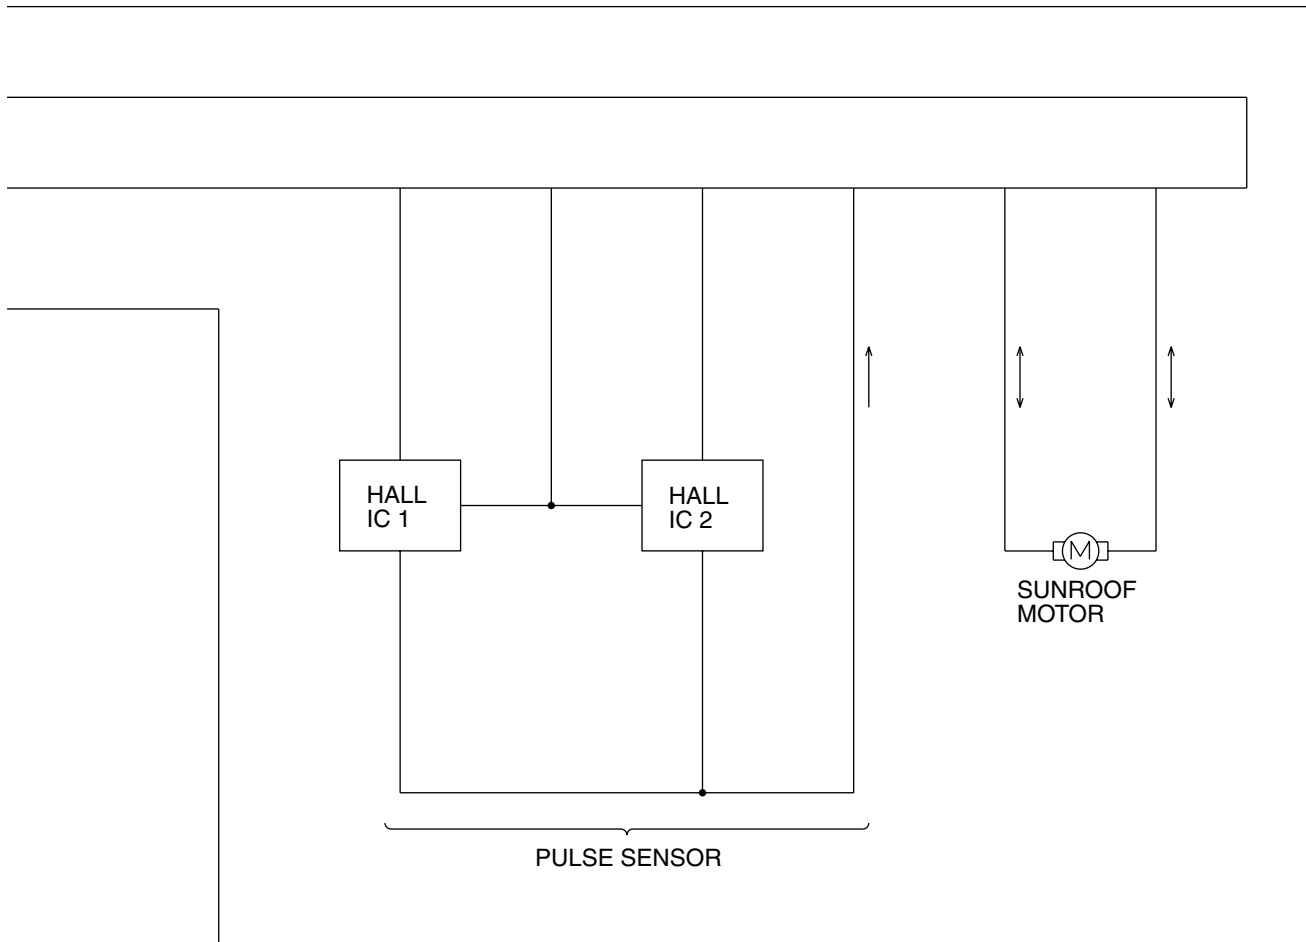 HALL
IC 1
HALL
IC 2
M
SUNROOF
MOTOR
PULSE SENSOR